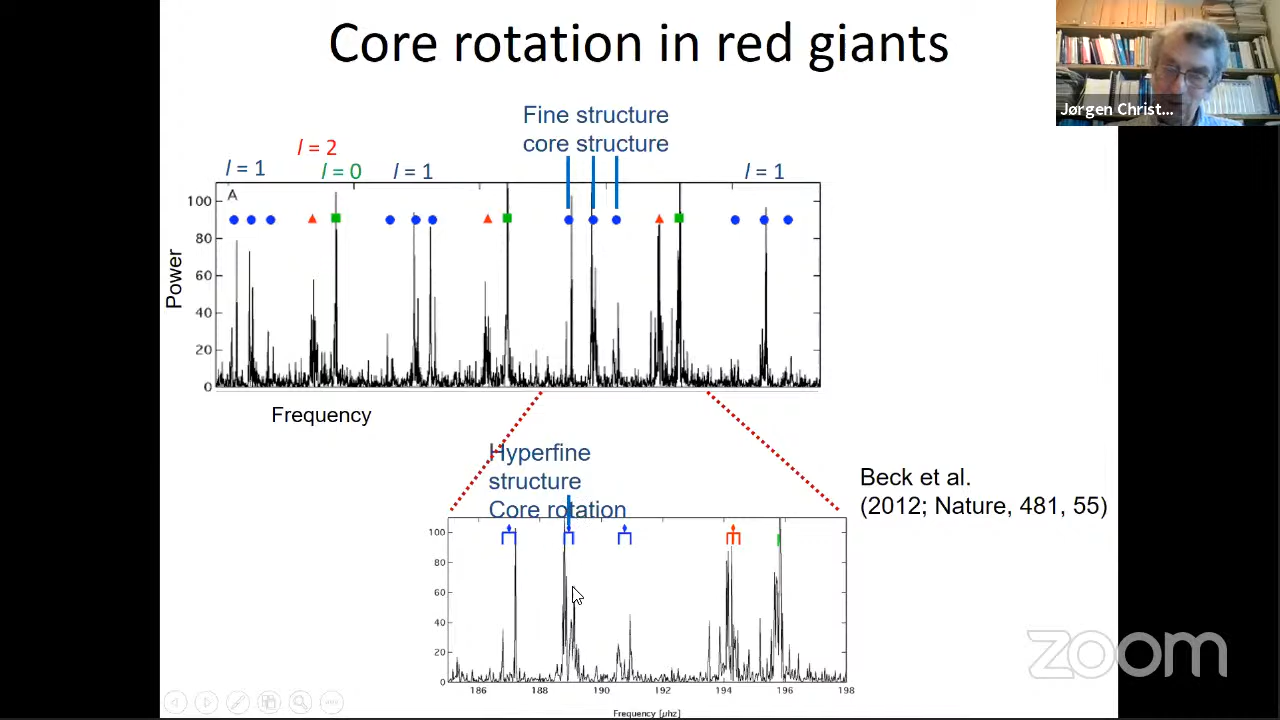 Core rotation in red giants
Jørgen Christ...
Fine structure
core structure
l = 2
l = 1
l = 0
l = 1
l = 1
A
100
80
60
40
20
0
Power
Frequency
Hyperfine
structure
Core rotation
Beck et al.
(2012; Nature, 481, 55)
100
80
60
40
20
0
186 188 190 192 194 196 198
Frequency [μhz]
zoom